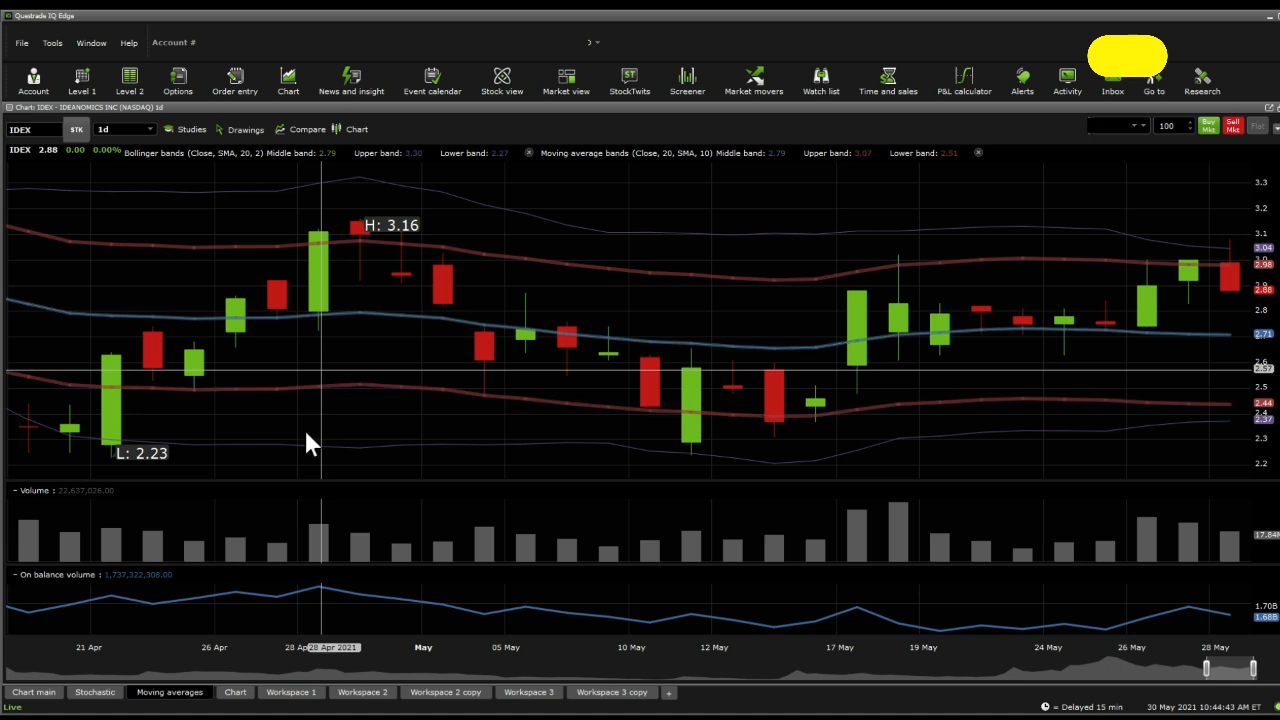 Questrade IQ Edge
File Tools Window Help Account #
Account Level 1 Level 2 Options Order entry Chart News and insight Event calendar Stock view Market view StockTwits Screener Market movers Watch list Time and sales P&L calculator Alerts Activity Inbox Go to Research
Chart: IDEX - IDEANOMICS INC (NASDAQ) 1d
IDEX STK 1d Studies Drawings Compare Chart 100 Buy Mkt Sell Mkt Flat
IDEX 2.88 0.00 0.00% Bollinger bands (Close, SMA, 20, 2) Middle band: 2.79 Upper band: 3.30 Lower band: 2.27 Moving average bands (Close, 20, SMA, 10) Middle band: 2.79 Upper band: 3.07 Lower band: 2.51
3.3
3.2
H: 3.16
3.1
3.04
2.98
2.88
2.8
2.71
2.6
2.57
2.5
2.44
2.4
2.37
2.3
L: 2.23
2.2
- Volume : 22,637,026.00
17.84M
- On balance volume : 1,737,322,308.00
1.70B
1.68B
21 Apr 26 Apr 28 Apr 2021 May 05 May 10 May 12 May 17 May 19 May 24 May 26 May 28 May
Chart main Stochastic Moving averages Chart Workspace 1 Workspace 2 Workspace 2 copy Workspace 3 Workspace 3 copy +
Live = Delayed 15 min 30 May 2021 10:44:43 AM ET